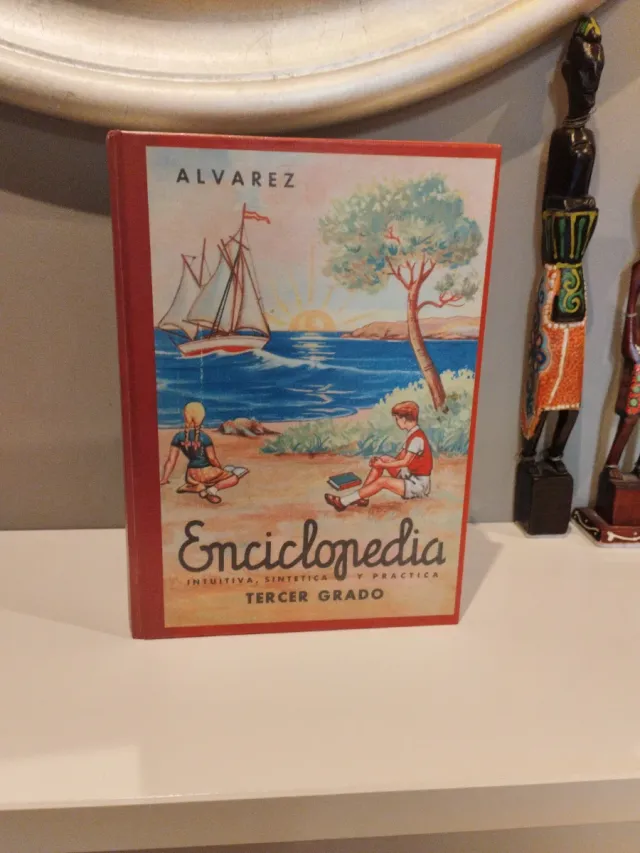 ALVAREZ
Enciclopedia
INTUITIVA, SINTETICA Y PRACTICA
TERCER GRADO